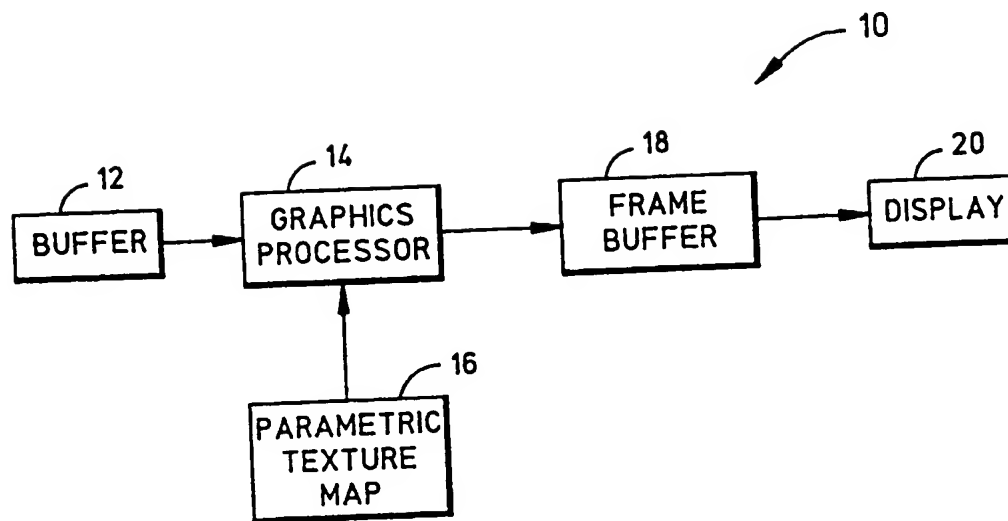 10
12
BUFFER
14
GRAPHICS
PROCESSOR
18
FRAME
BUFFER
20
DISPLAY
16
PARAMETRIC
TEXTURE
MAP